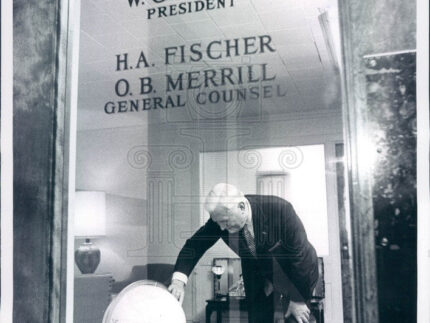 PRESIDENT
H.A. FISCHER
O.B. MERRILL
GENERAL COUNSEL